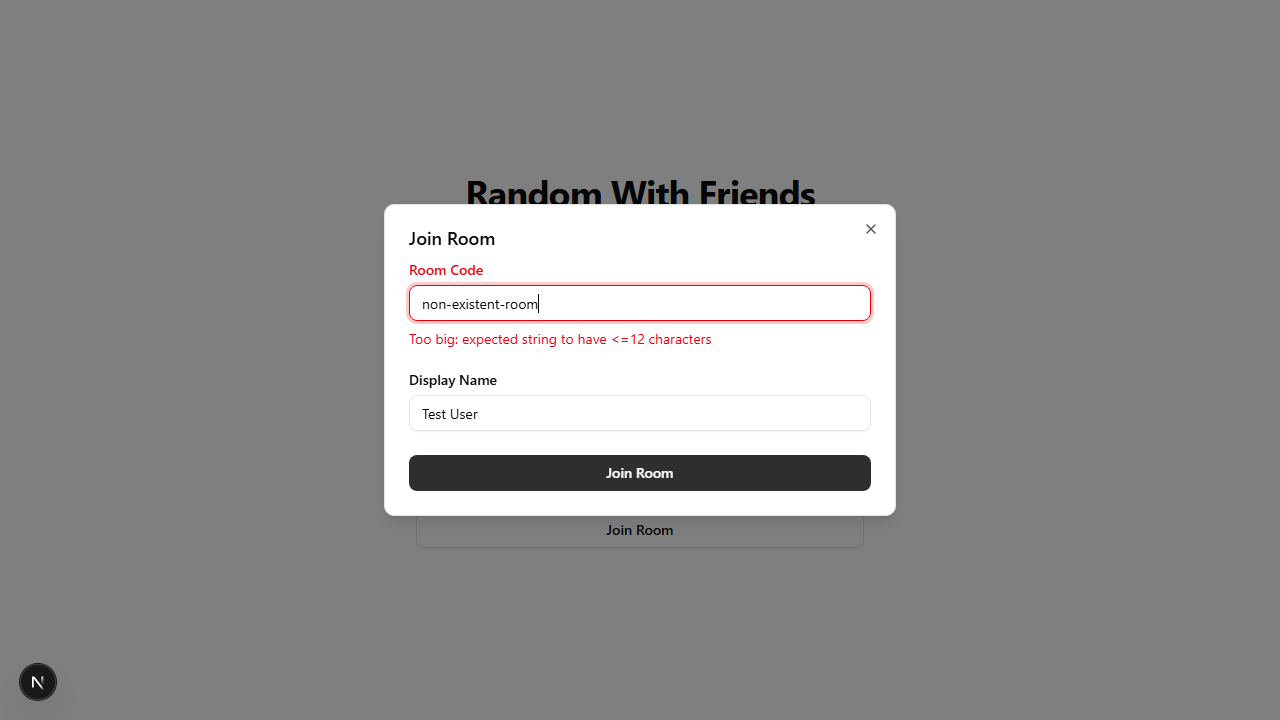 Random With Friends
Join Room
Room Code
non-existent-room
Too big: expected string to have <=12 characters
Display Name
Test User
Join Room
Join Room
N